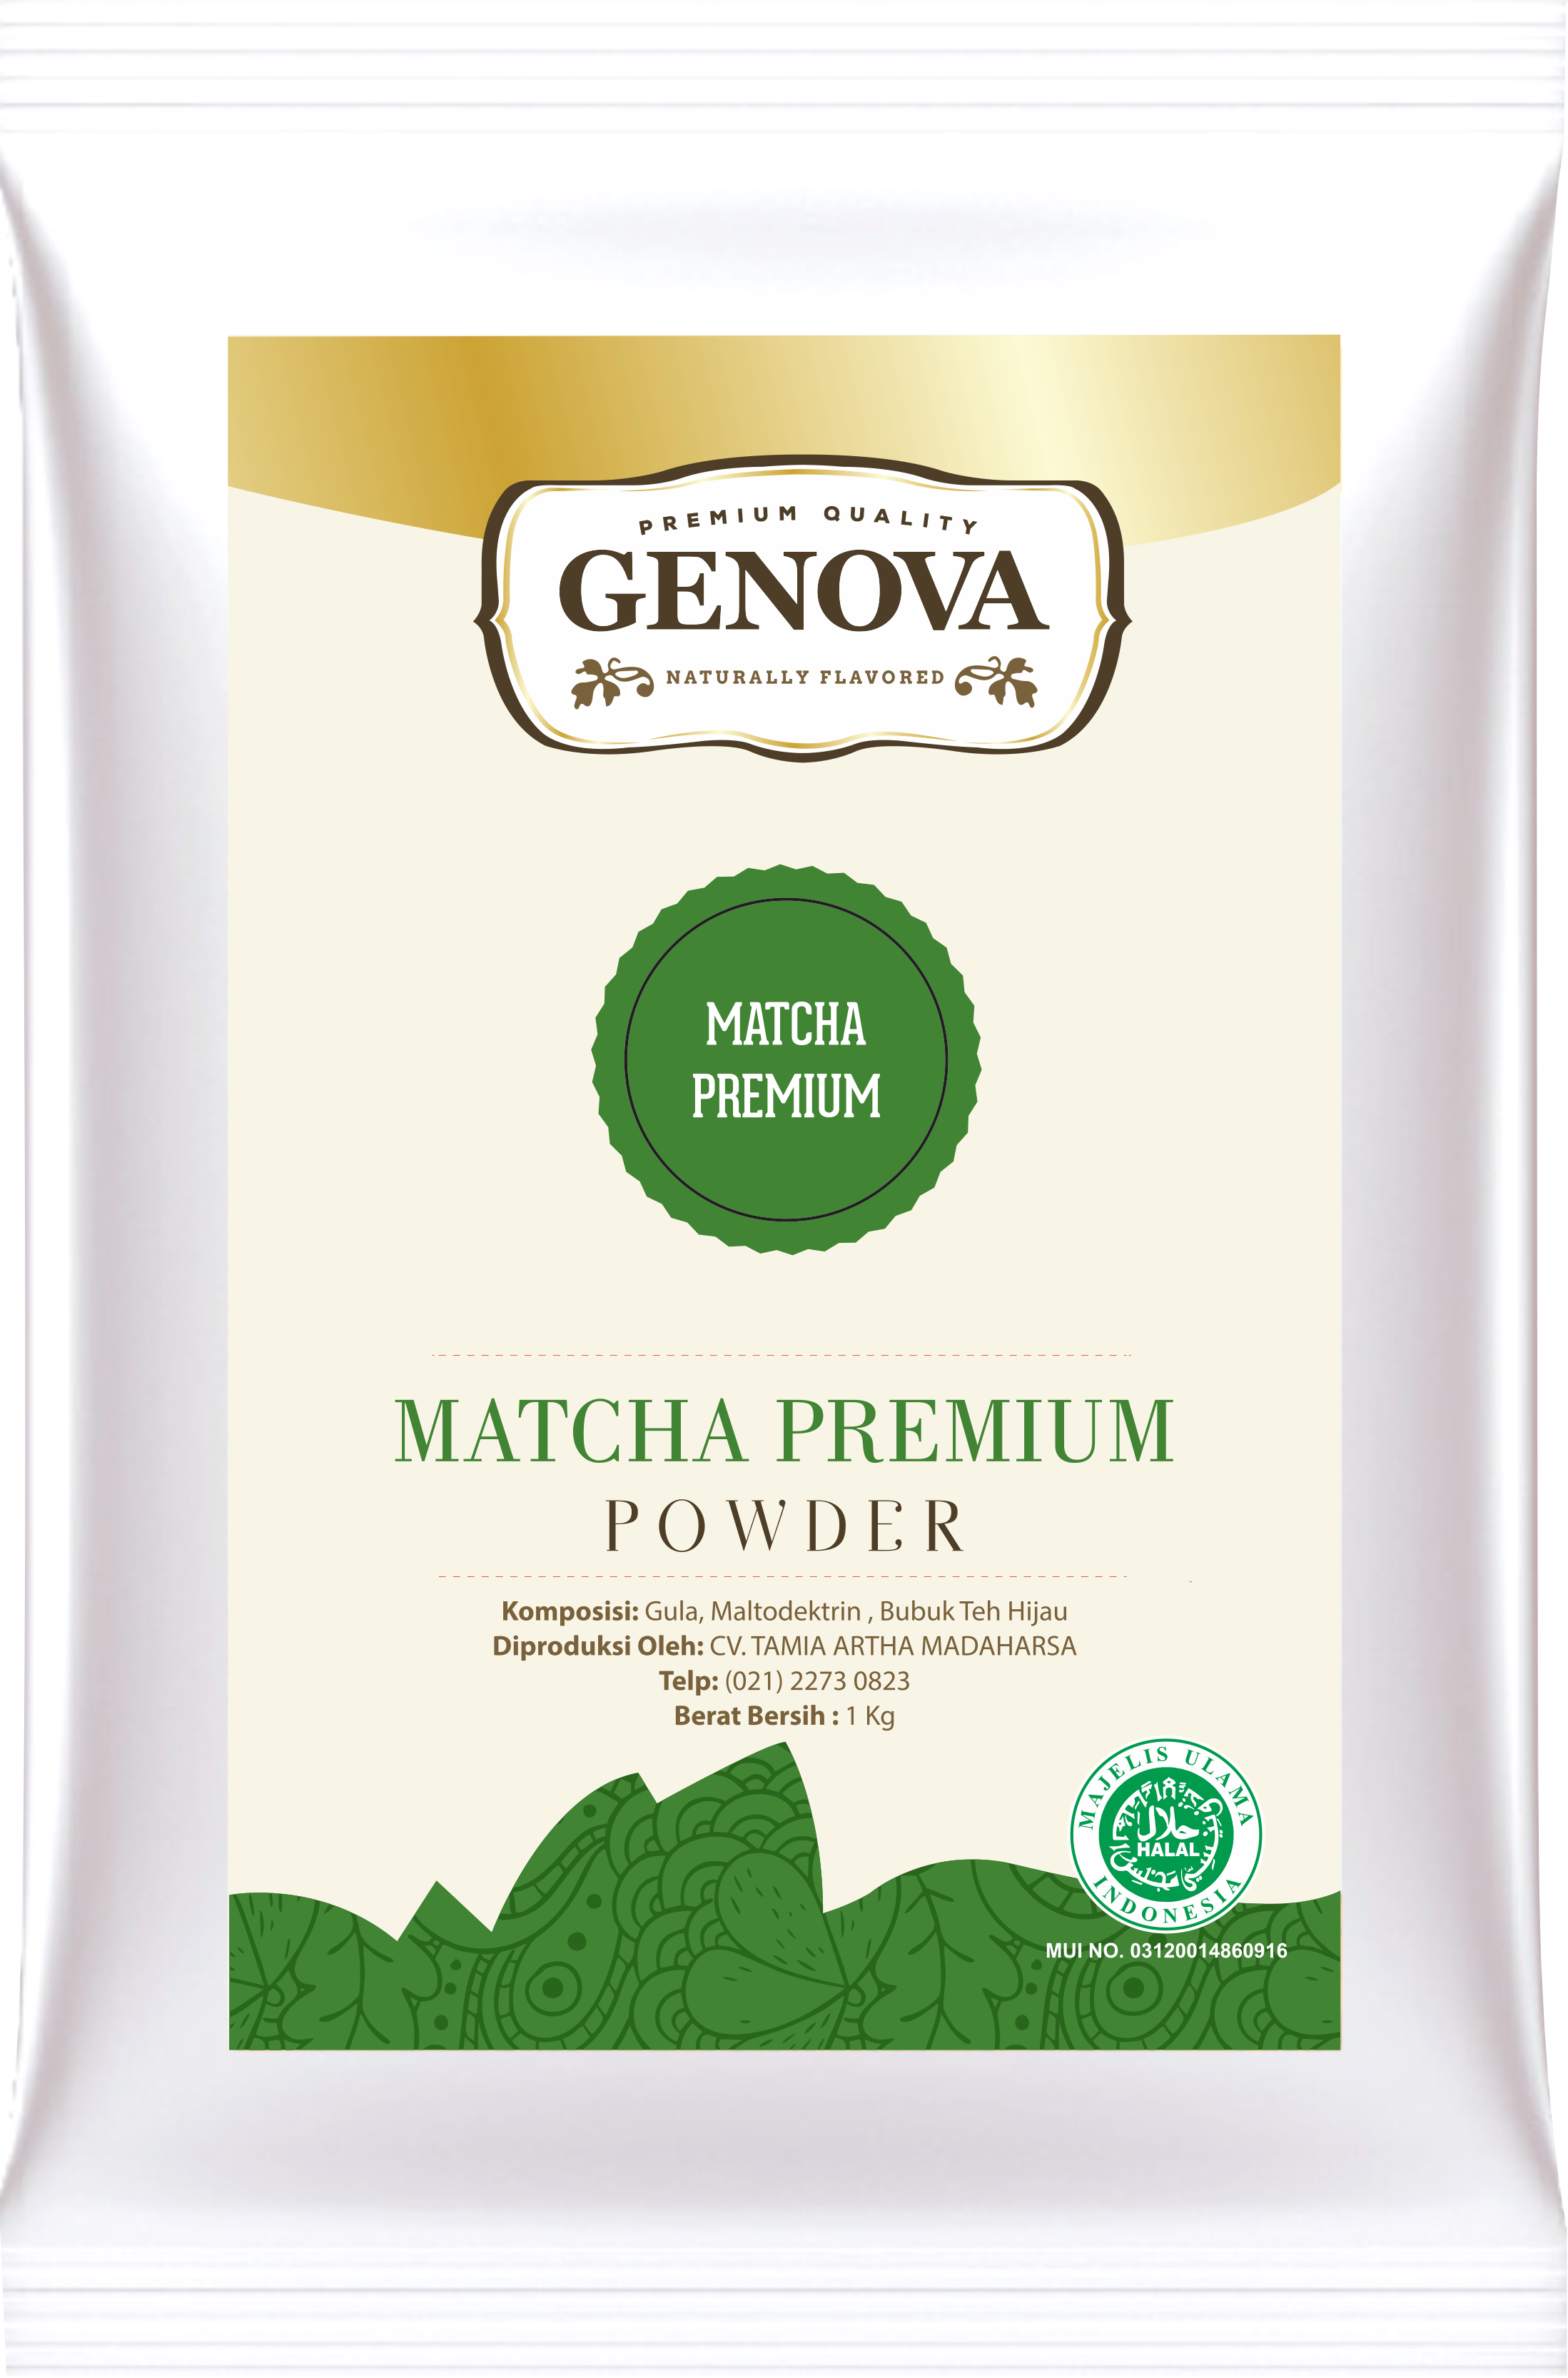 PREMIUM QUALITY
GENOVA
NATURALLY FLAVORED
MATCHA
PREMIUM
MATCHA PREMIUM
POWDER
Komposisi: Gula, Maltodektrin , Bubuk Teh Hijau
Diproduksi Oleh: CV. TAMIA ARTHA MADAHARSA
Telp: (021) 2273 0823
Berat Bersih : 1 Kg
MAJELIS ULAMA
حلال
HALAL
INDONESIA
MUI NO. 03120014860916